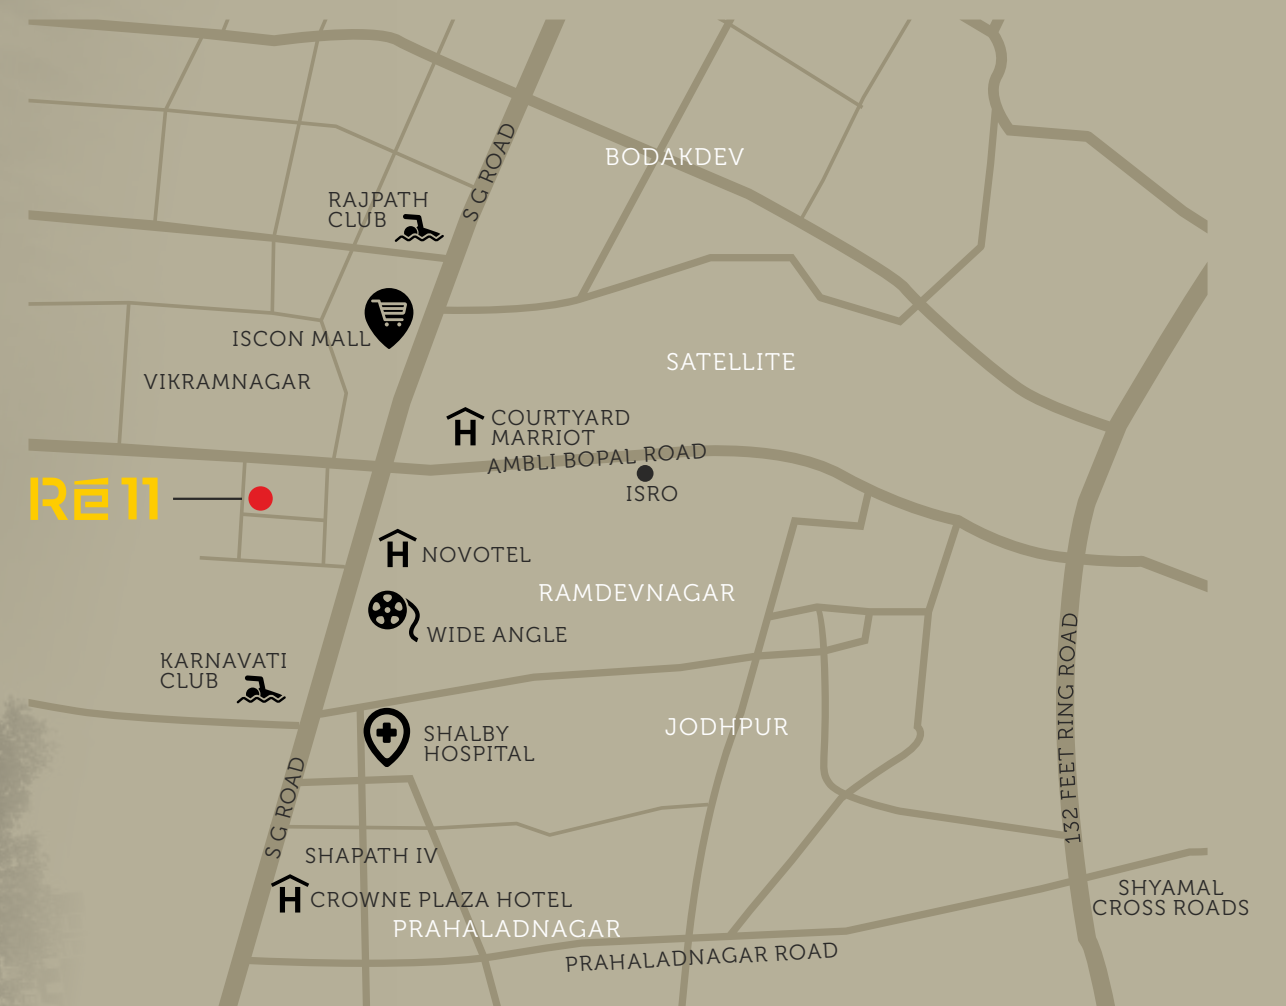 BODAKDEV
S G ROAD
RAJPATH
CLUB
ISCON MALL
SATELLITE
VIKRAMNAGAR
COURTYARD
MARRIOT
AMBLI BOPAL ROAD
ISRO
RÉ 11
NOVOTEL
RAMDEVNAGAR
WIDE ANGLE
KARNAVATI
CLUB
132 FEET RING ROAD
JODHPUR
SHALBY
HOSPITAL
S G ROAD
SHAPATH IV
CROWNE PLAZA HOTEL
SHYAMAL
CROSS ROADS
PRAHALADNAGAR
PRAHALADNAGAR ROAD